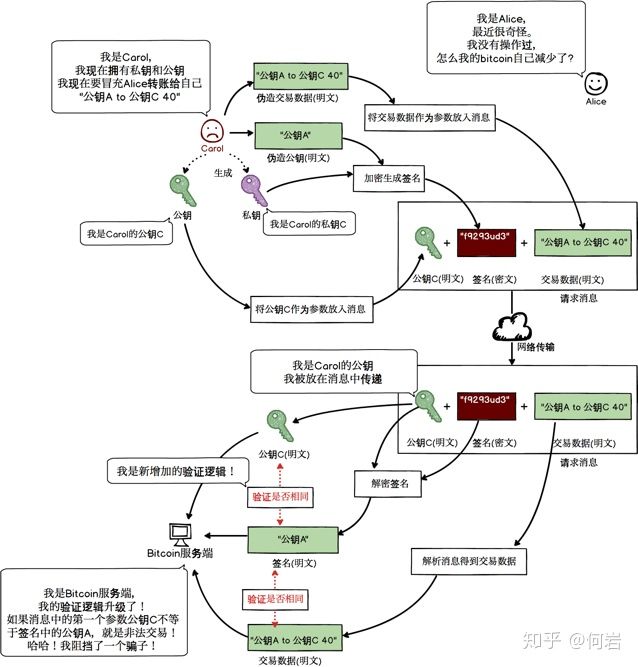 我是Alice,
最近很奇怪。
我没有操作过,
怎么我的bitcoin自己减少了?
Alice
我是Carol,
我现在拥有私钥和公钥
我现在要冒充Alice转账给自己
"公钥A to 公钥C 40"
Carol
"公钥A to 公钥C 40"
伪造交易数据(明文)
将交易数据作为参数放入消息
"公钥A"
伪造公钥(明文)
生成
加密生成签名
公钥
私钥
我是Carol的公钥C
我是Carol的私钥C
+
"f9293ud3"
+
"公钥A to 公钥C 40"
公钥C(明文)
签名(密文)
交易数据(明文)
请求消息
将公钥C作为参数放入消息
网络传输
我是Carol的公钥
我被放在消息中传递
+
"f9293ud3"
+
"公钥A to 公钥C 40"
公钥C(明文)
签名(密文)
交易数据(明文)
请求消息
公钥C(明文)
我是新增加的验证逻辑！
验证是否相同
解密签名
"公钥A"
签名(明文)
Bitcoin服务端
解析消息得到交易数据
验证是否相同
我是Bitcoin服务端,
我的验证逻辑升级了！
如果消息中的第一个参数公钥C不等
于签名中的公钥A，就是非法交易！
哈哈！我阻挡了一个骗子！
"公钥A to 公钥C 40"
交易数据(明文)
知乎 @何岩